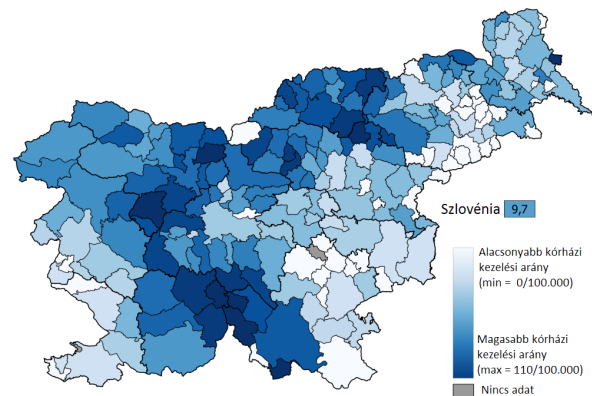 Szlovénia 9,7
Alacsonyabb kórházi
kezelési arány
(min = 0/100.000)
Magasabb kórházi
kezelési arány
(max = 110/100.000)
Nincs adat